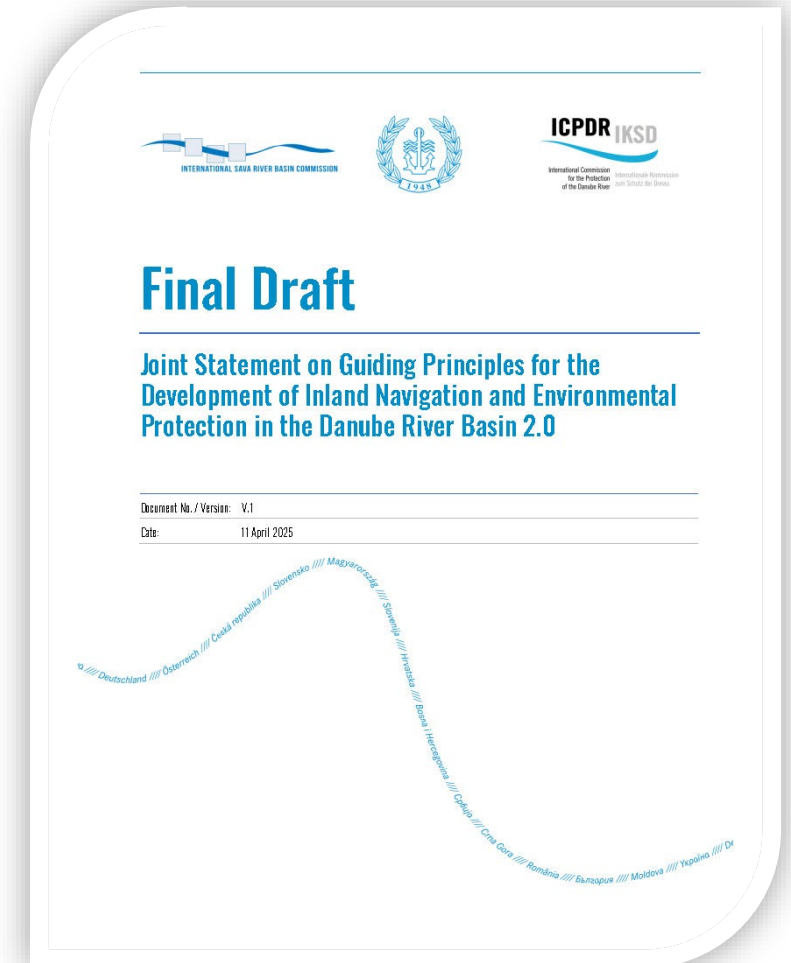 INTERNATIONAL SAVA RIVER BASIN COMMISSION
1948
ICPDR IKSD
International Commission
for the Protection
of the Danube River
Internationale Kommission
zum Schutz der Donau
Final Draft
Joint Statement on Guiding Principles for the
Development of Inland Navigation and Environmental
Protection in the Danube River Basin 2.0
Document No. / Version: V.1
Date: 11 April 2025
//// Deutschland //// Österreich //// Česká republika //// Slovensko //// Magyarország //// Slovenija //// Hrvatska //// Bosna i Hercegovina //// Србија //// Crna Gora //// România //// България //// Moldova //// Україна //// De